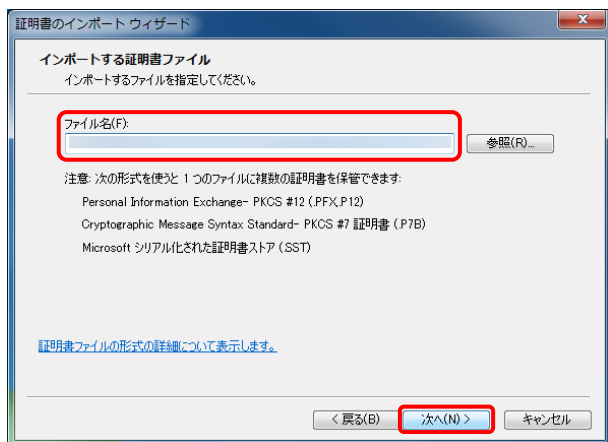 証明書のインポート ウィザード
インポートする証明書ファイル
インポートするファイルを指定してください。
ファイル名(F):
参照(R)...
注意: 次の形式を使うと 1 つのファイルに複数の証明書を保管できます:
Personal Information Exchange- PKCS #12 (.PFX,.P12)
Cryptographic Message Syntax Standard- PKCS #7 証明書 (.P7B)
Microsoft シリアル化された証明書ストア (.SST)
証明書ファイルの形式の詳細について表示します。
< 戻る(B)
次へ(N) >
キャンセル